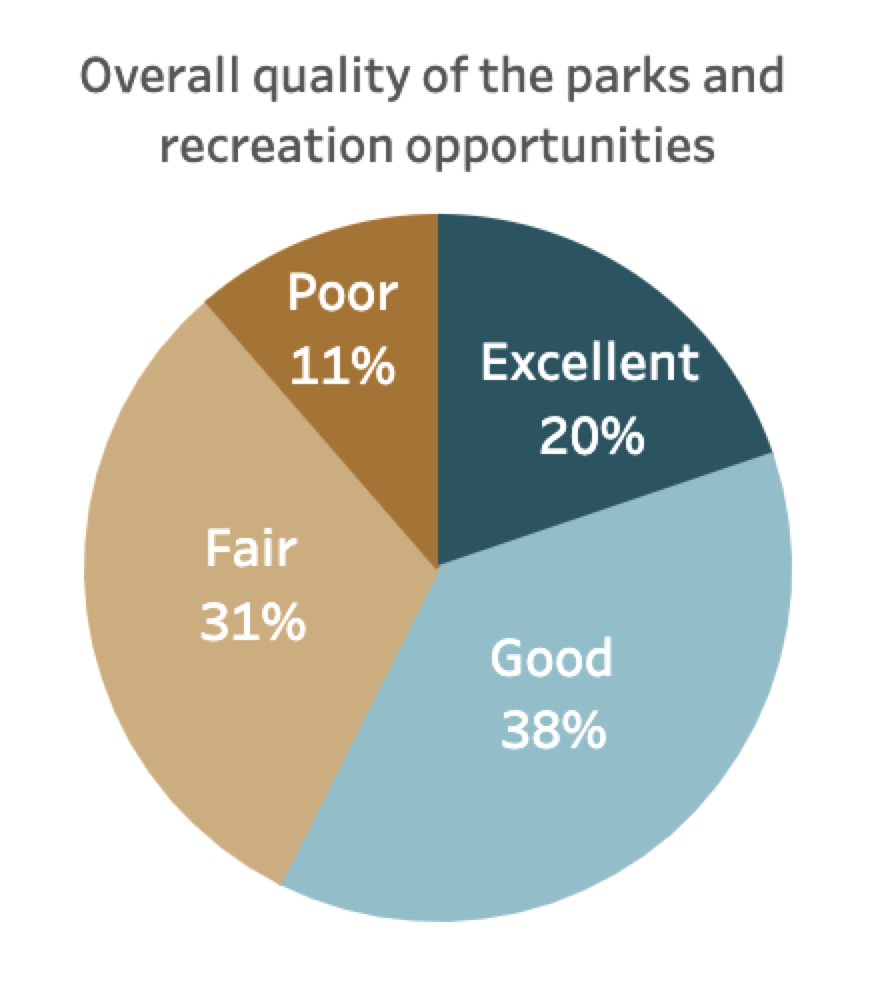 Overall quality of the parks and
recreation opportunities
Poor
11%
Excellent
20%
Fair
31%
Good
38%